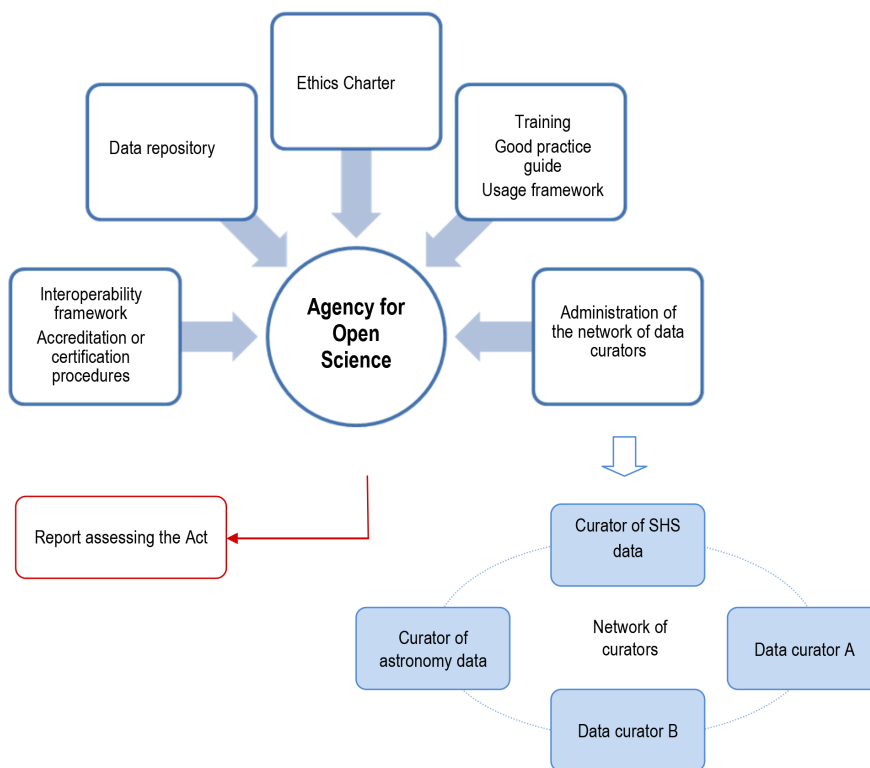 Ethics Charter
Data repository
Training
Good practice
guide
Usage framework
Interoperability
framework
Accreditation or
certification
procedures
Agency for
Open
Science
Administration of
the network of data
curators
Report assessing the Act
Curator of SHS
data
Curator of
astronomy data
Network of
curators
Data curator A
Data curator B